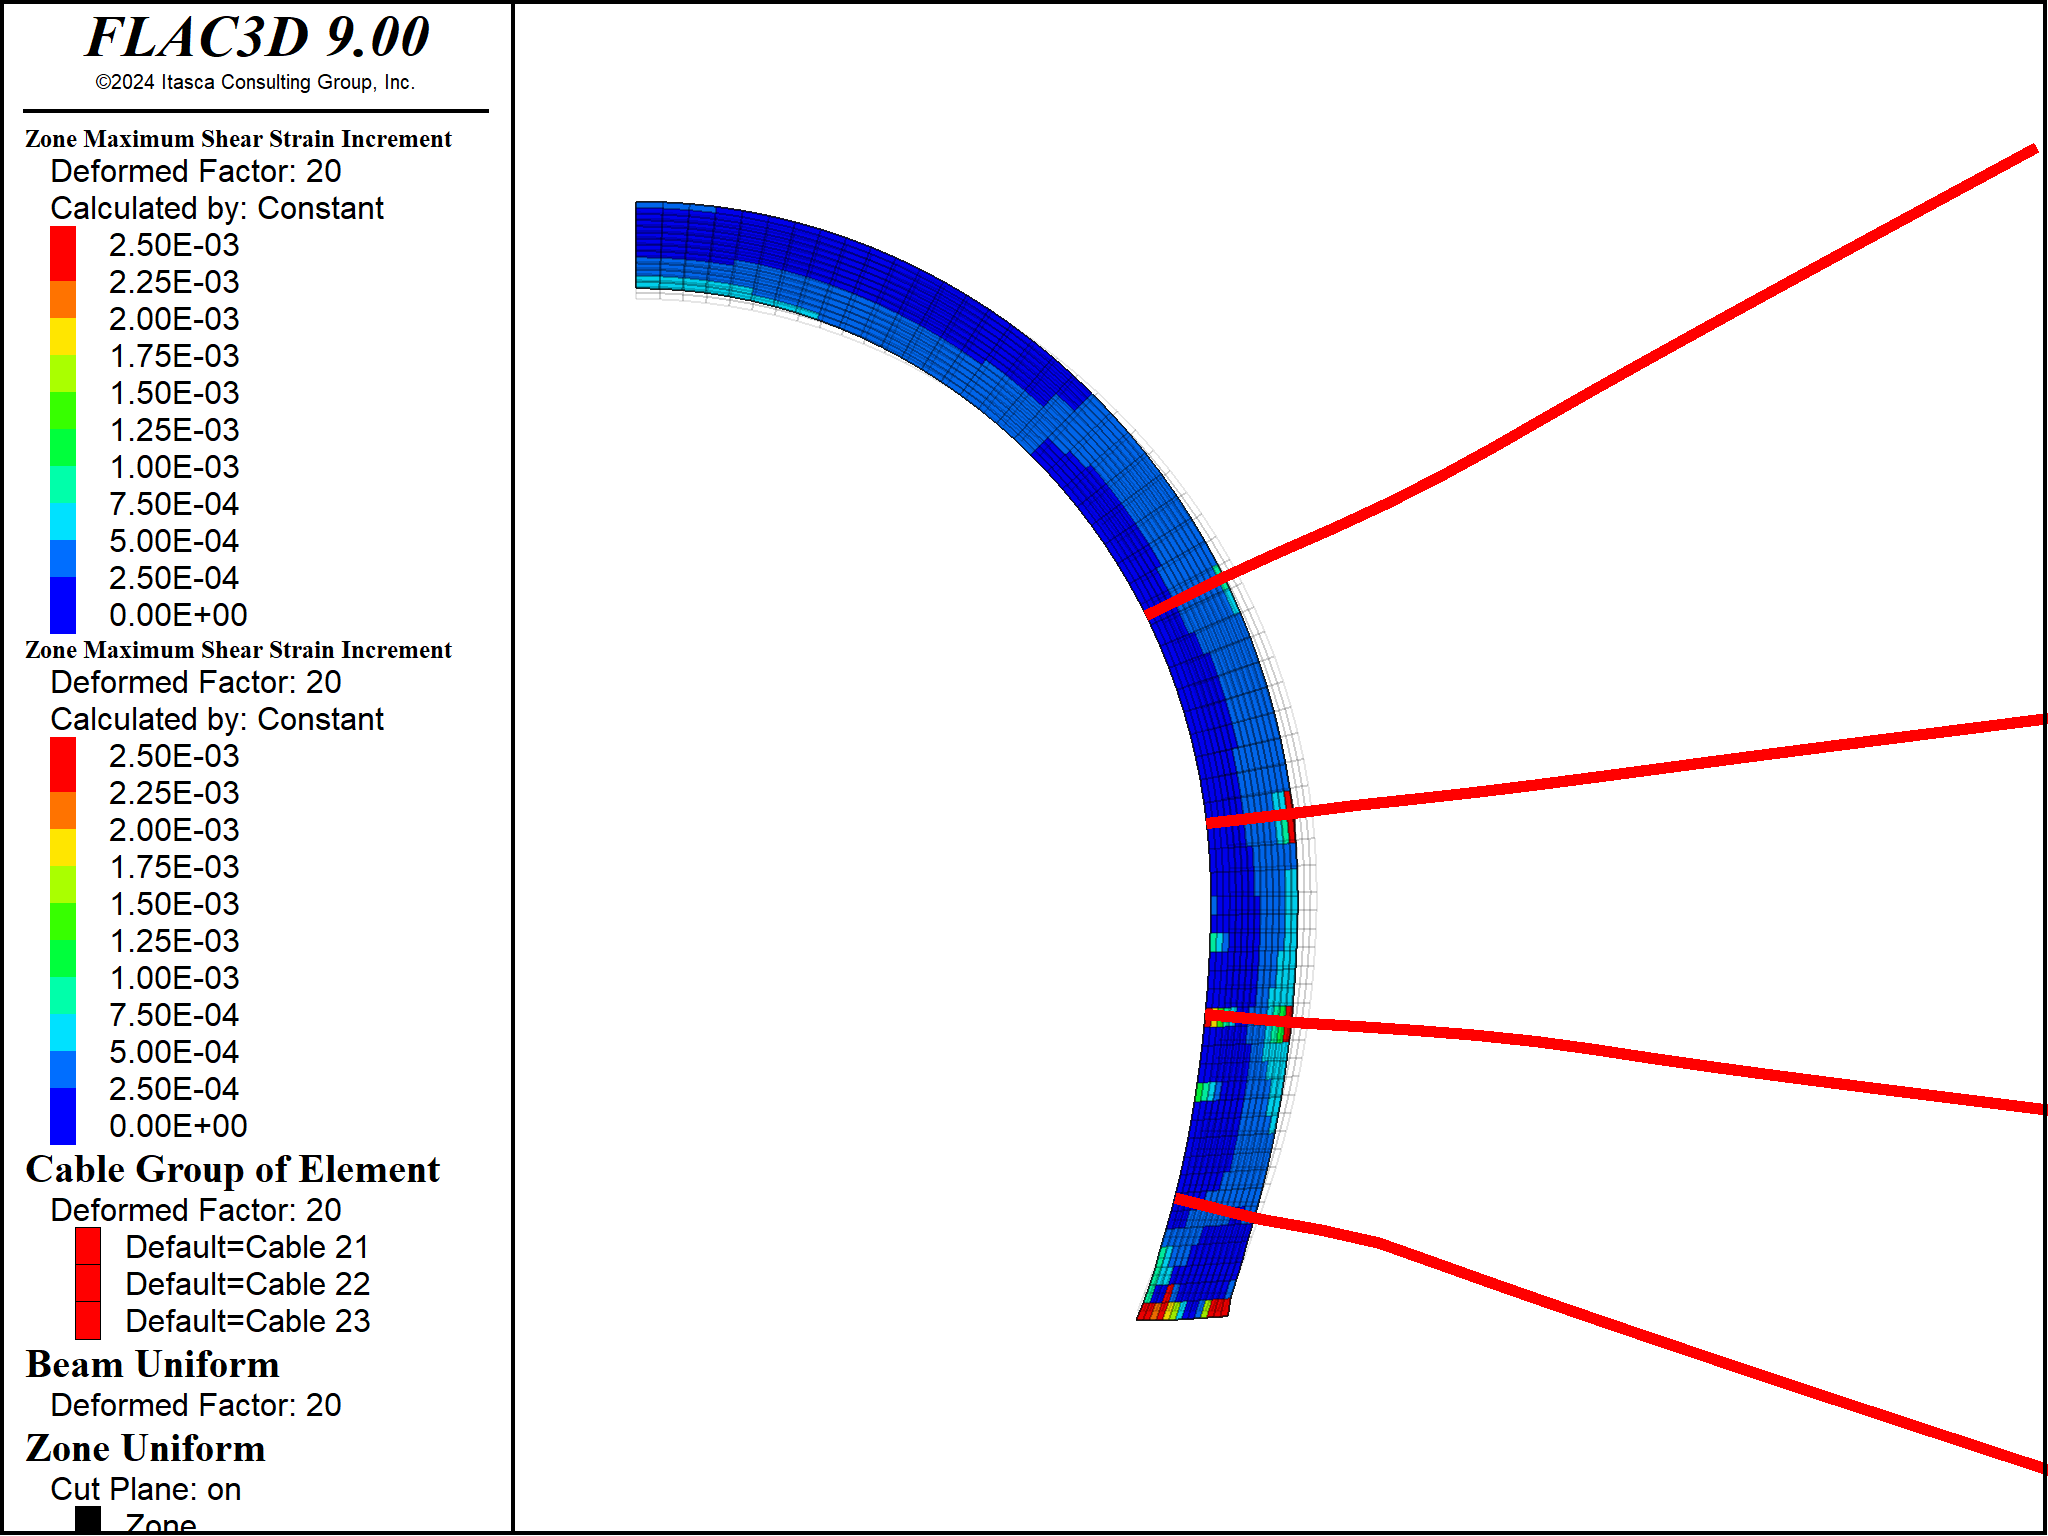 FLAC3D 9.00
©2024 Itasca Consulting Group, Inc.
Zone Maximum Shear Strain Increment
Deformed Factor: 20
Calculated by: Constant
2.50E-03
2.25E-03
2.00E-03
1.75E-03
1.50E-03
1.25E-03
1.00E-03
7.50E-04
5.00E-04
2.50E-04
0.00E+00
Zone Maximum Shear Strain Increment
Deformed Factor: 20
Calculated by: Constant
2.50E-03
2.25E-03
2.00E-03
1.75E-03
1.50E-03
1.25E-03
1.00E-03
7.50E-04
5.00E-04
2.50E-04
0.00E+00
Cable Group of Element
Deformed Factor: 20
Default=Cable 21
Default=Cable 22
Default=Cable 23
Beam Uniform
Deformed Factor: 20
Zone Uniform
Cut Plane: on
Zone